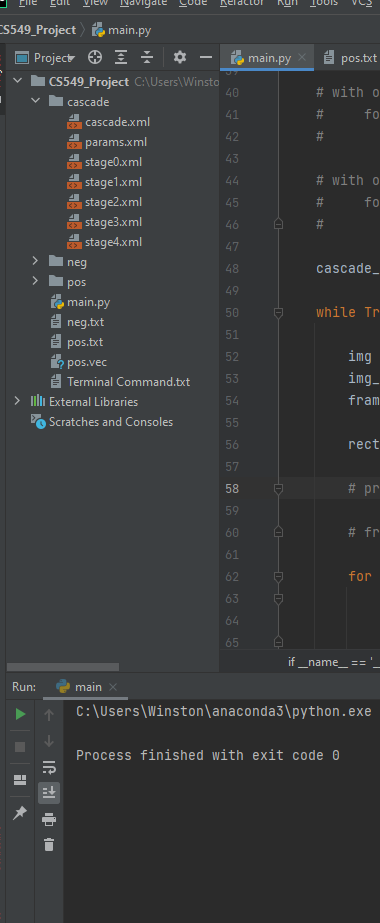 File Edit View Navigate Code Refactor Run Tools VCS
CS549_Project main.py
Project
main.py
pos.txt
CS549_Project C:\Users\Winsto
cascade
cascade.xml
params.xml
stage0.xml
stage1.xml
stage2.xml
stage3.xml
stage4.xml
neg
pos
main.py
neg.txt
pos.txt
pos.vec
Terminal Command.txt
External Libraries
Scratches and Consoles
39
40 # with o
41 # fo
42 #
43
44 # with o
45 # fo
46 #
47
48 cascade_
49
50 while Tr
51
52 img
53 img_
54 fram
55
56 rect
57
58 # pr
59
60 # fr
61
62 for
63
64
65
if __name__ == '_
Run: main
C:\Users\Winston\anaconda3\python.exe
Process finished with exit code 0